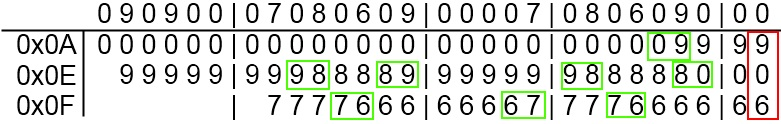 0 9 0 9 0 0 | 0 7 0 8 0 6 0 9 | 0 0 0 0 7 | 0 8 0 6 0 9 0 | 0 0
0x0A 0 0 0 0 0 0 | 0 0 0 0 0 0 0 0 | 0 0 0 0 0 | 0 0 0 0 0 9 9 | 9 9
0x0E 9 9 9 9 9 | 9 9 9 8 8 8 8 9 | 9 9 9 9 9 | 9 8 8 8 8 8 0 | 0 0
0x0F | 7 7 7 7 6 6 6 | 6 6 6 6 7 | 7 7 7 6 6 6 6 | 6 6